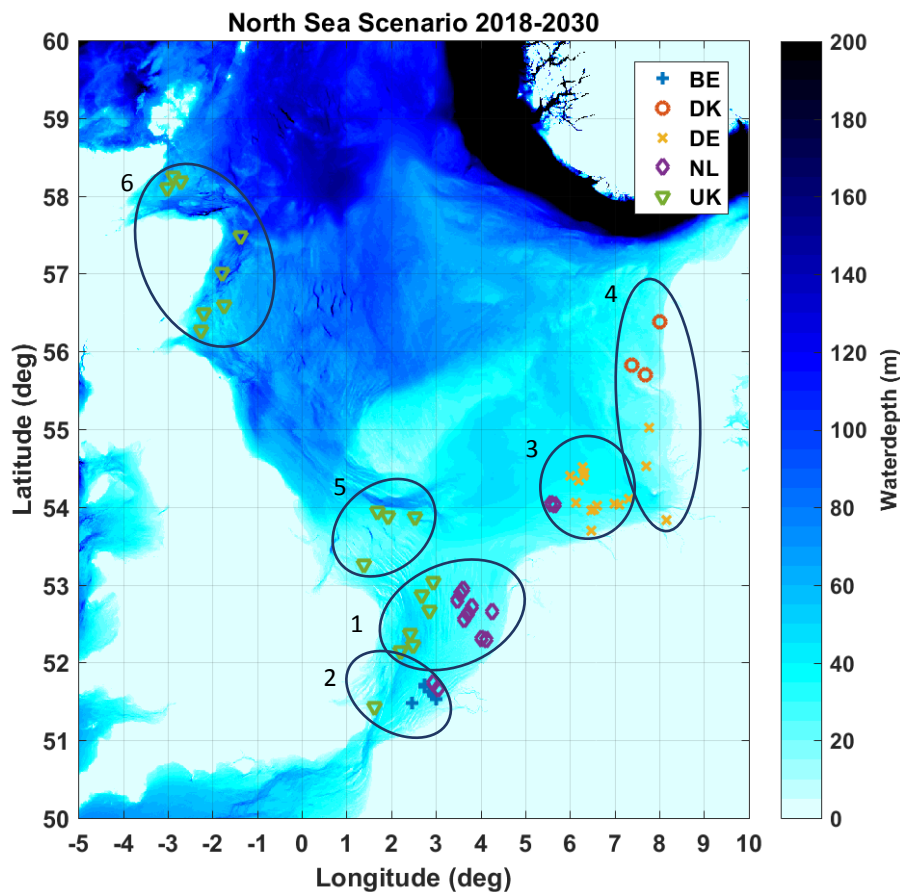 North Sea Scenario 2018-2030
60
59
58
57
56
55
54
53
52
51
50
Latitude (deg)
-5 -4 -3 -2 -1 0 1 2 3 4 5 6 7 8 9 10
Longitude (deg)
BE
DK
DE
NL
UK
6
4
3
5
1
2
200
180
160
140
120
100
80
60
40
20
0
Waterdepth (m)